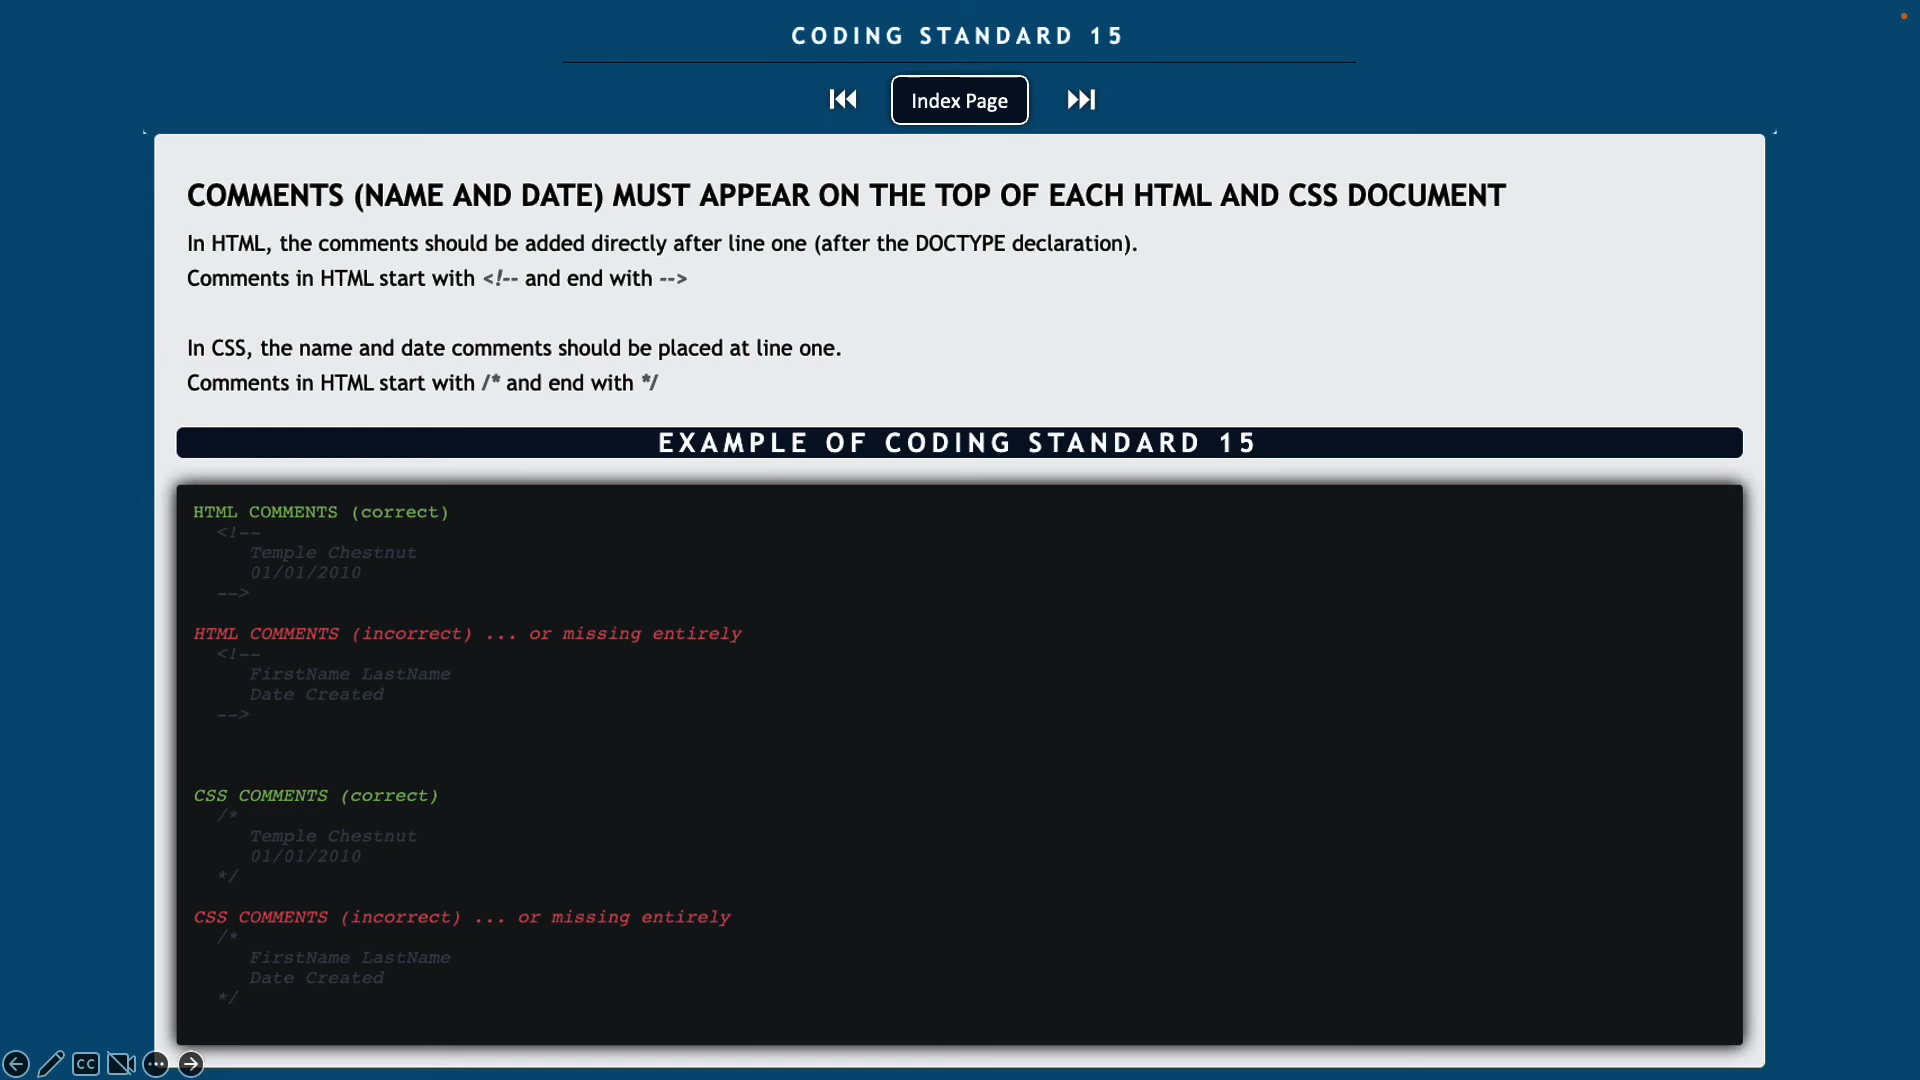 CODING STANDARD 15
Index Page
COMMENTS (NAME AND DATE) MUST APPEAR ON THE TOP OF EACH HTML AND CSS DOCUMENT
In HTML, the comments should be added directly after line one (after the DOCTYPE declaration).
Comments in HTML start with <!-- and end with -->
In CSS, the name and date comments should be placed at line one.
Comments in HTML start with /* and end with */
EXAMPLE OF CODING STANDARD 15
HTML COMMENTS (correct)
<!--
Temple Chestnut
01/01/2010
-->
HTML COMMENTS (incorrect) ... or missing entirely
<!--
FirstName LastName
Date Created
-->
CSS COMMENTS (correct)
/*
Temple Chestnut
01/01/2010
*/
CSS COMMENTS (incorrect) ... or missing entirely
/*
FirstName LastName
Date Created
*/
CC